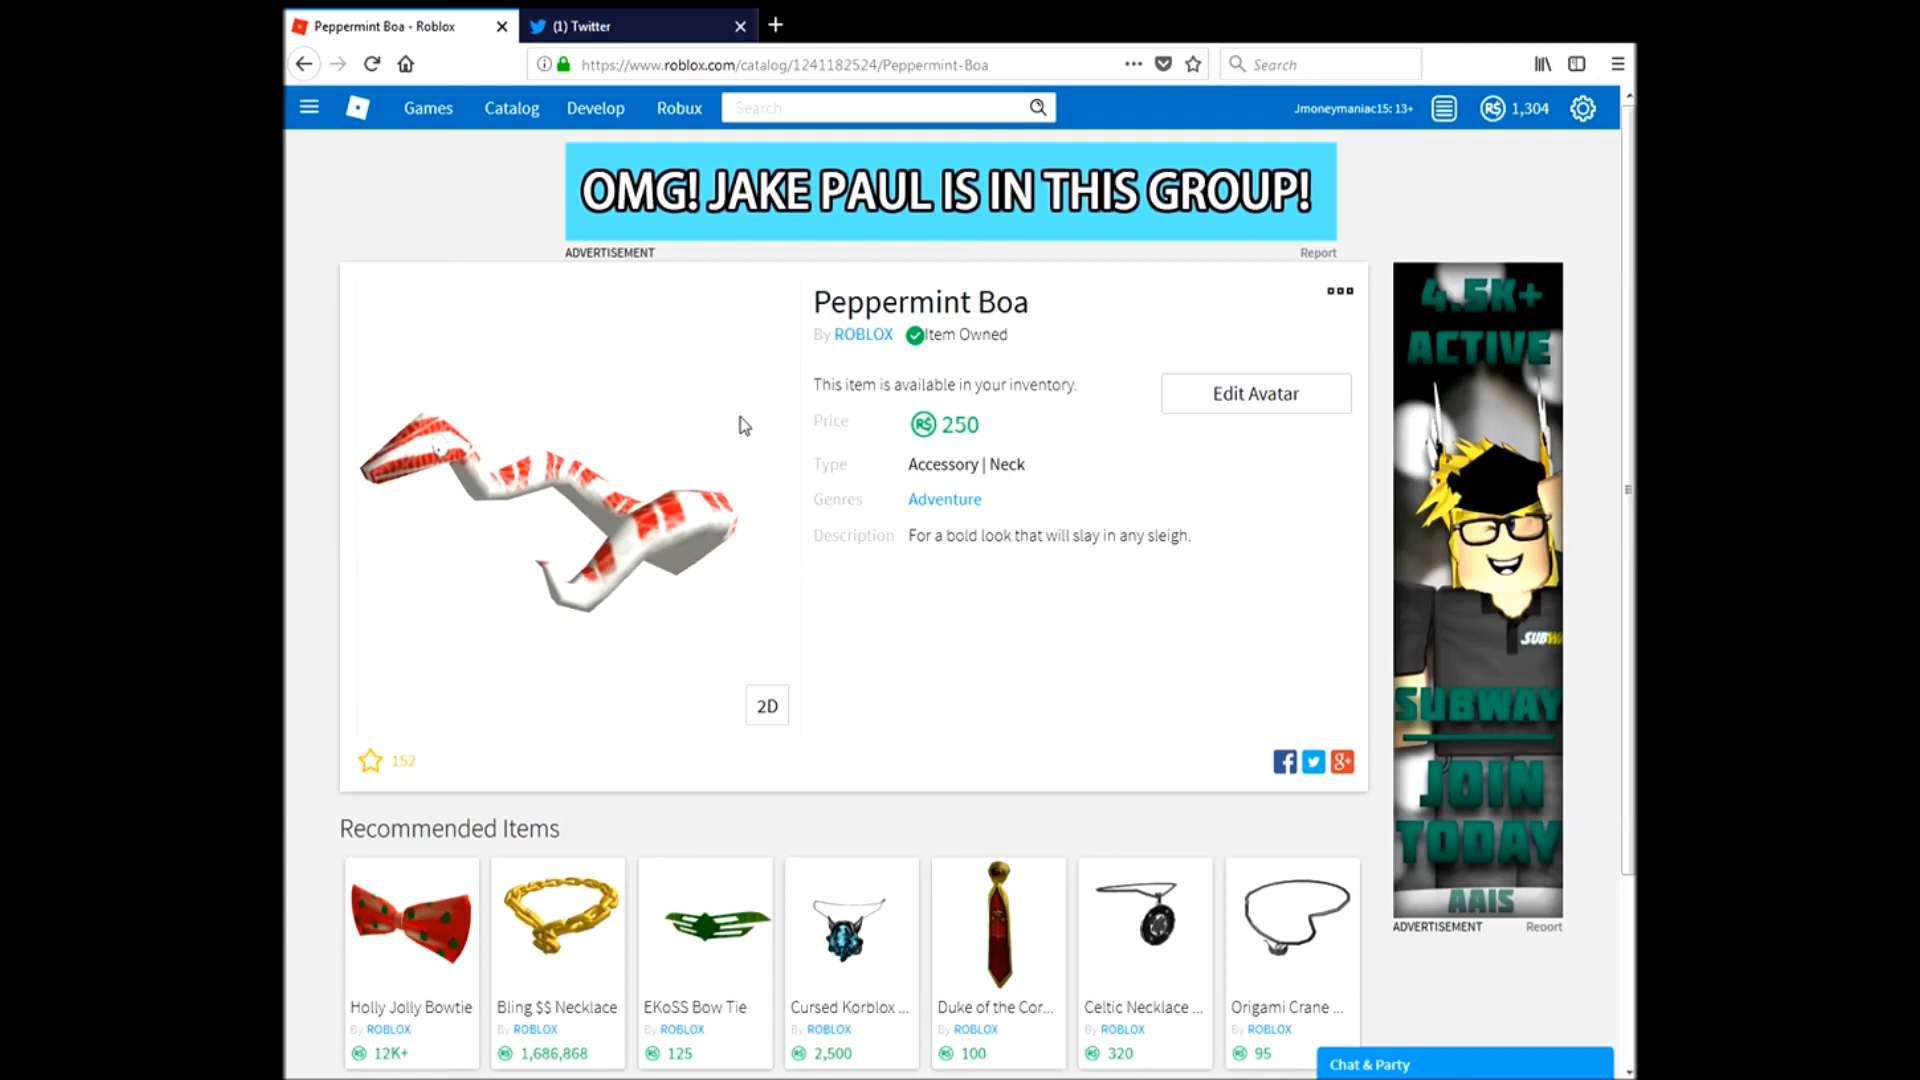 Peppermint Boa - Roblox
(1) Twitter
https://www.roblox.com/catalog/1241182524/Peppermint-Boa
Search
Games
Catalog
Develop
Robux
Search
Jmoneymaniac15: 13+
R$ 1,304
OMG! JAKE PAUL IS IN THIS GROUP!
ADVERTISEMENT
Report
Peppermint Boa
By ROBLOX Item Owned
This item is available in your inventory.
Edit Avatar
Price R$ 250
Type Accessory | Neck
Genres Adventure
Description For a bold look that will slay in any sleigh.
2D
152
Recommended Items
Holly Jolly Bowtie
By ROBLOX
R$ 12K+
Bling $$ Necklace
By ROBLOX
R$ 1,686,868
EKoSS Bow Tie
By ROBLOX
R$ 125
Cursed Korblox ...
By ROBLOX
R$ 2,500
Duke of the Cor...
By ROBLOX
R$ 100
Celtic Necklace ...
By ROBLOX
R$ 320
Origami Crane ...
By ROBLOX
R$ 95
4.5K+
ACTIVE
SUBW
SUBWAY
JOIN
TODAY
AAIS
ADVERTISEMENT
Report
Chat & Party